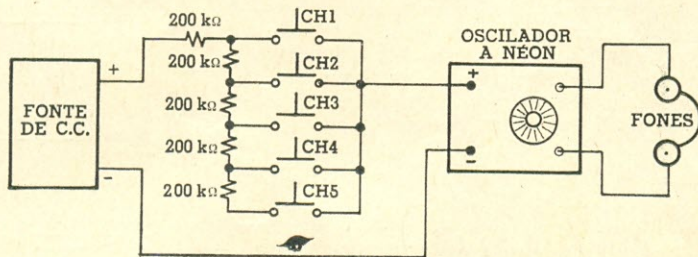 200 kΩ
CH1
200 kΩ
CH2
200 kΩ
CH3
200 kΩ
CH4
200 kΩ
CH5
+
FONTE
DE C.C.
-
OSCILADOR
A NÉON
+
-
FONES